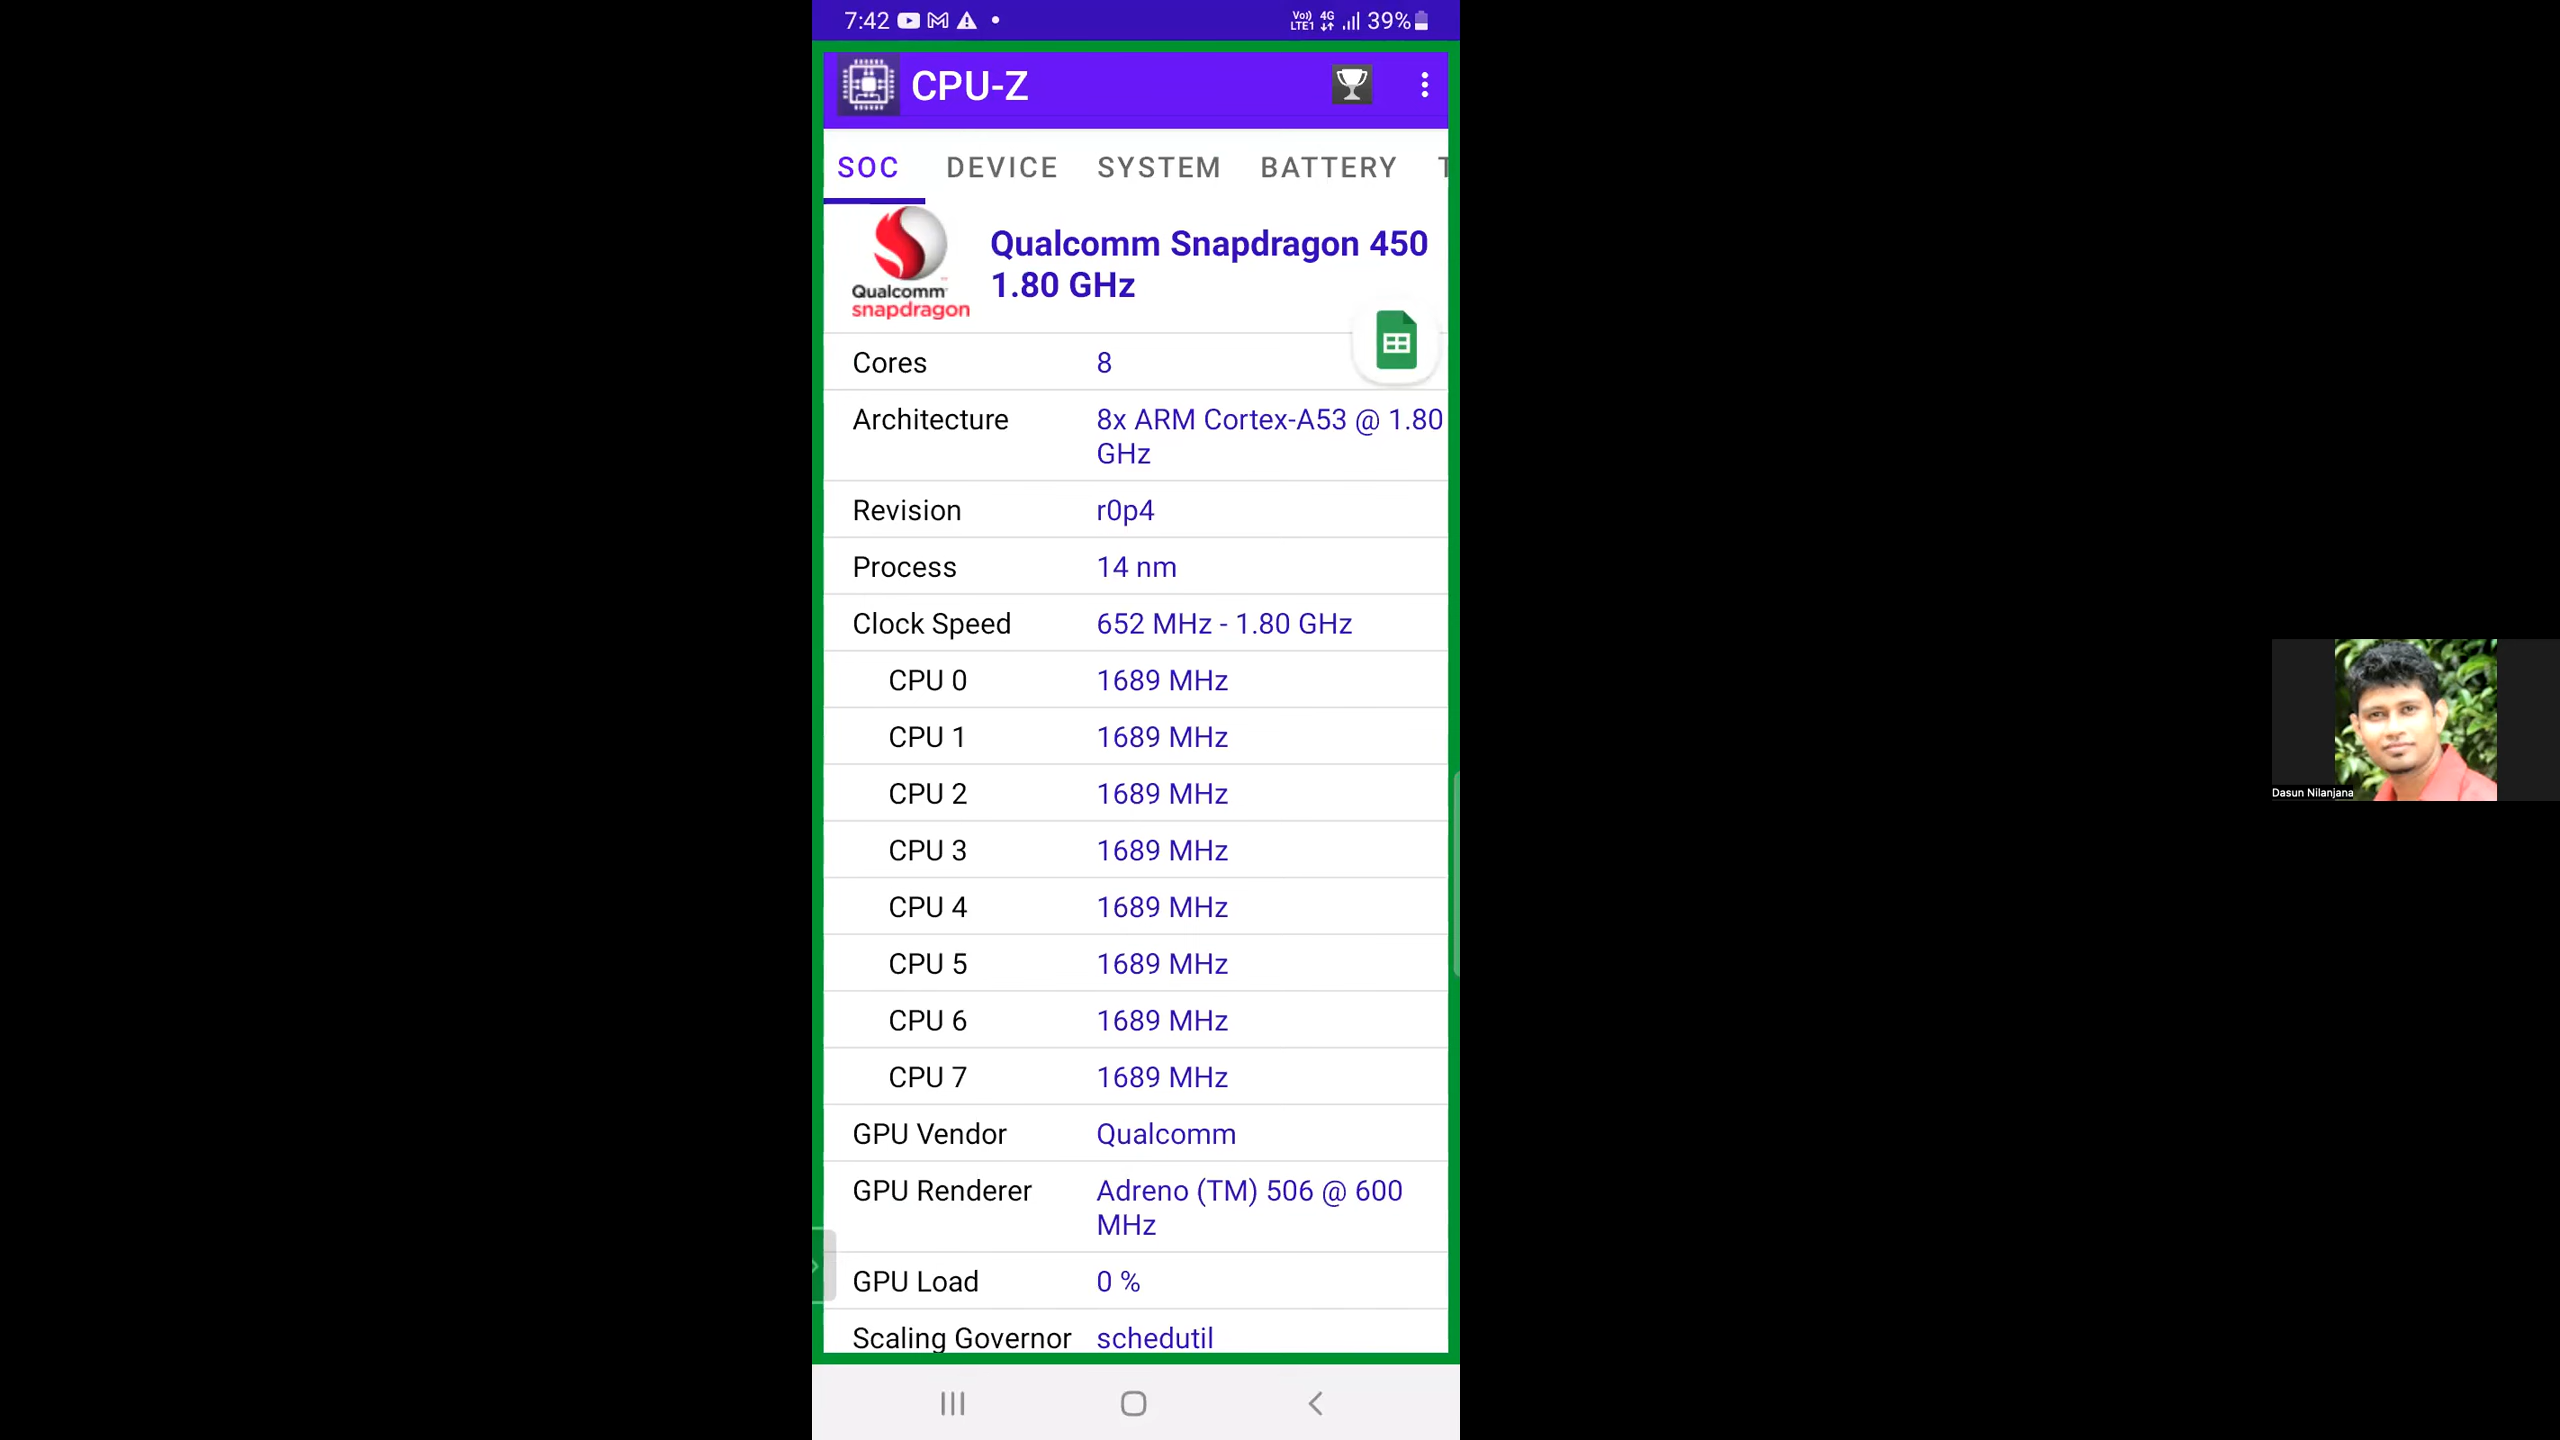 7:42
Vo)) 4G
LTE1
39%
CPU-Z
SOC DEVICE SYSTEM BATTERY T
Qualcomm
snapdragon
Qualcomm Snapdragon 450
1.80 GHz
Cores 8
Architecture 8x ARM Cortex-A53 @ 1.80
GHz
Revision r0p4
Process 14 nm
Clock Speed 652 MHz - 1.80 GHz
CPU 0 1689 MHz
CPU 1 1689 MHz
CPU 2 1689 MHz
CPU 3 1689 MHz
CPU 4 1689 MHz
CPU 5 1689 MHz
CPU 6 1689 MHz
CPU 7 1689 MHz
GPU Vendor Qualcomm
GPU Renderer Adreno (TM) 506 @ 600
MHz
GPU Load 0 %
Scaling Governor schedutil
Dasun Nilanjana